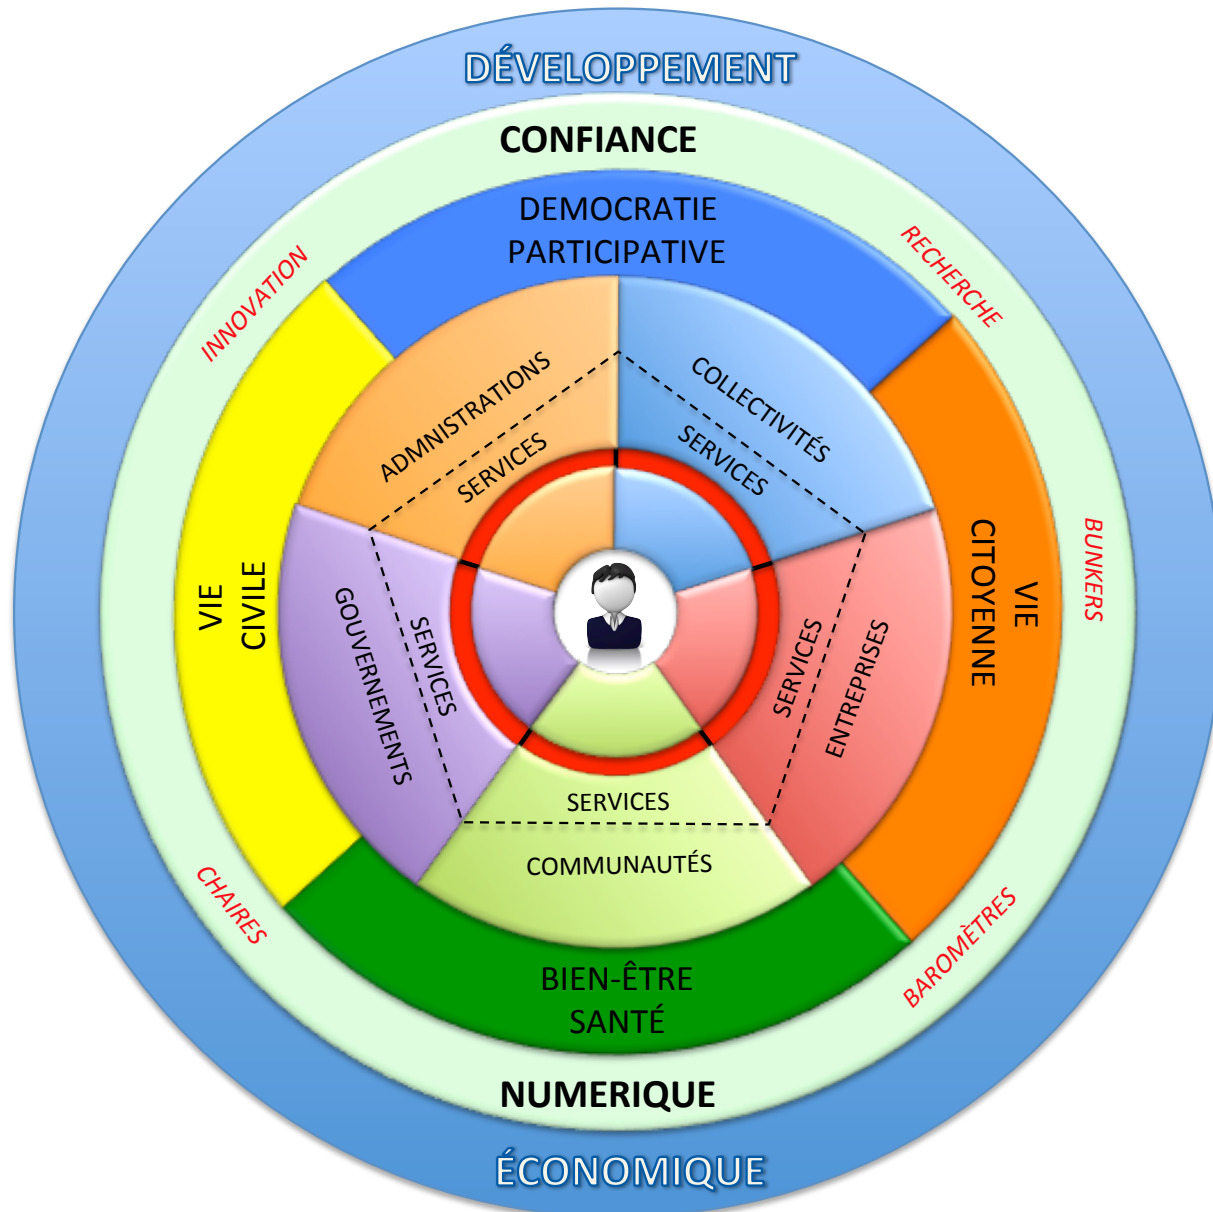 DÉVELOPPEMENT
CONFIANCE
DEMOCRATIE
PARTICIPATIVE
INNOVATION
RECHERCHE
ADMNISTRATIONS
SERVICES
COLLECTIVITÉS
SERVICES
VIE
CIVILE
GOUVERNEMENTS
SERVICES
SERVICES
ENTREPRISES
VIE
CITOYENNE
BUNKERS
SERVICES
COMMUNAUTÉS
CHAIRES
BAROMÈTRES
BIEN-ÊTRE
SANTÉ
NUMERIQUE
ÉCONOMIQUE